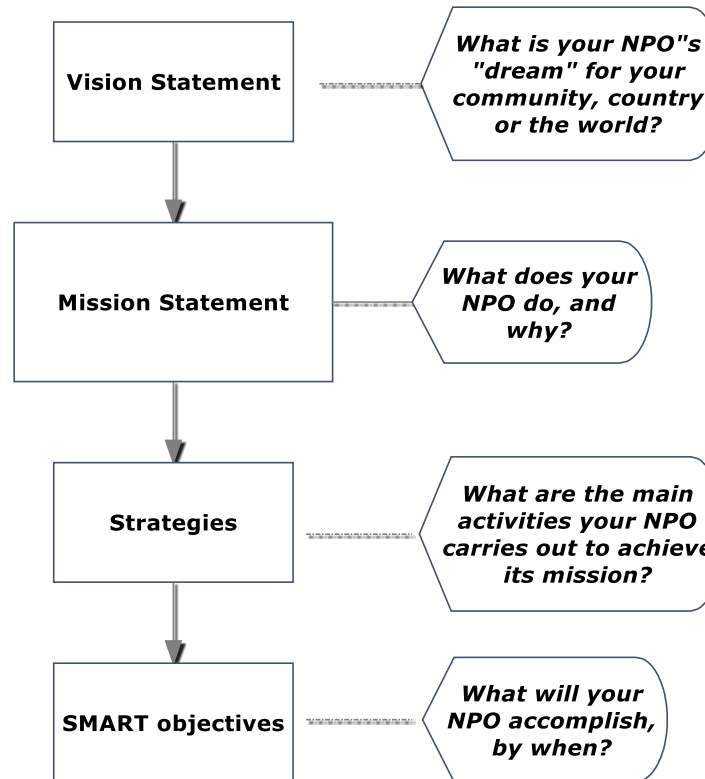 Vision Statement
What is your NPO"s
"dream" for your
community, country
or the world?
Mission Statement
What does your
NPO do, and
why?
Strategies
What are the main
activities your NPO
carries out to achieve
its mission?
SMART objectives
What will your
NPO accomplish,
by when?